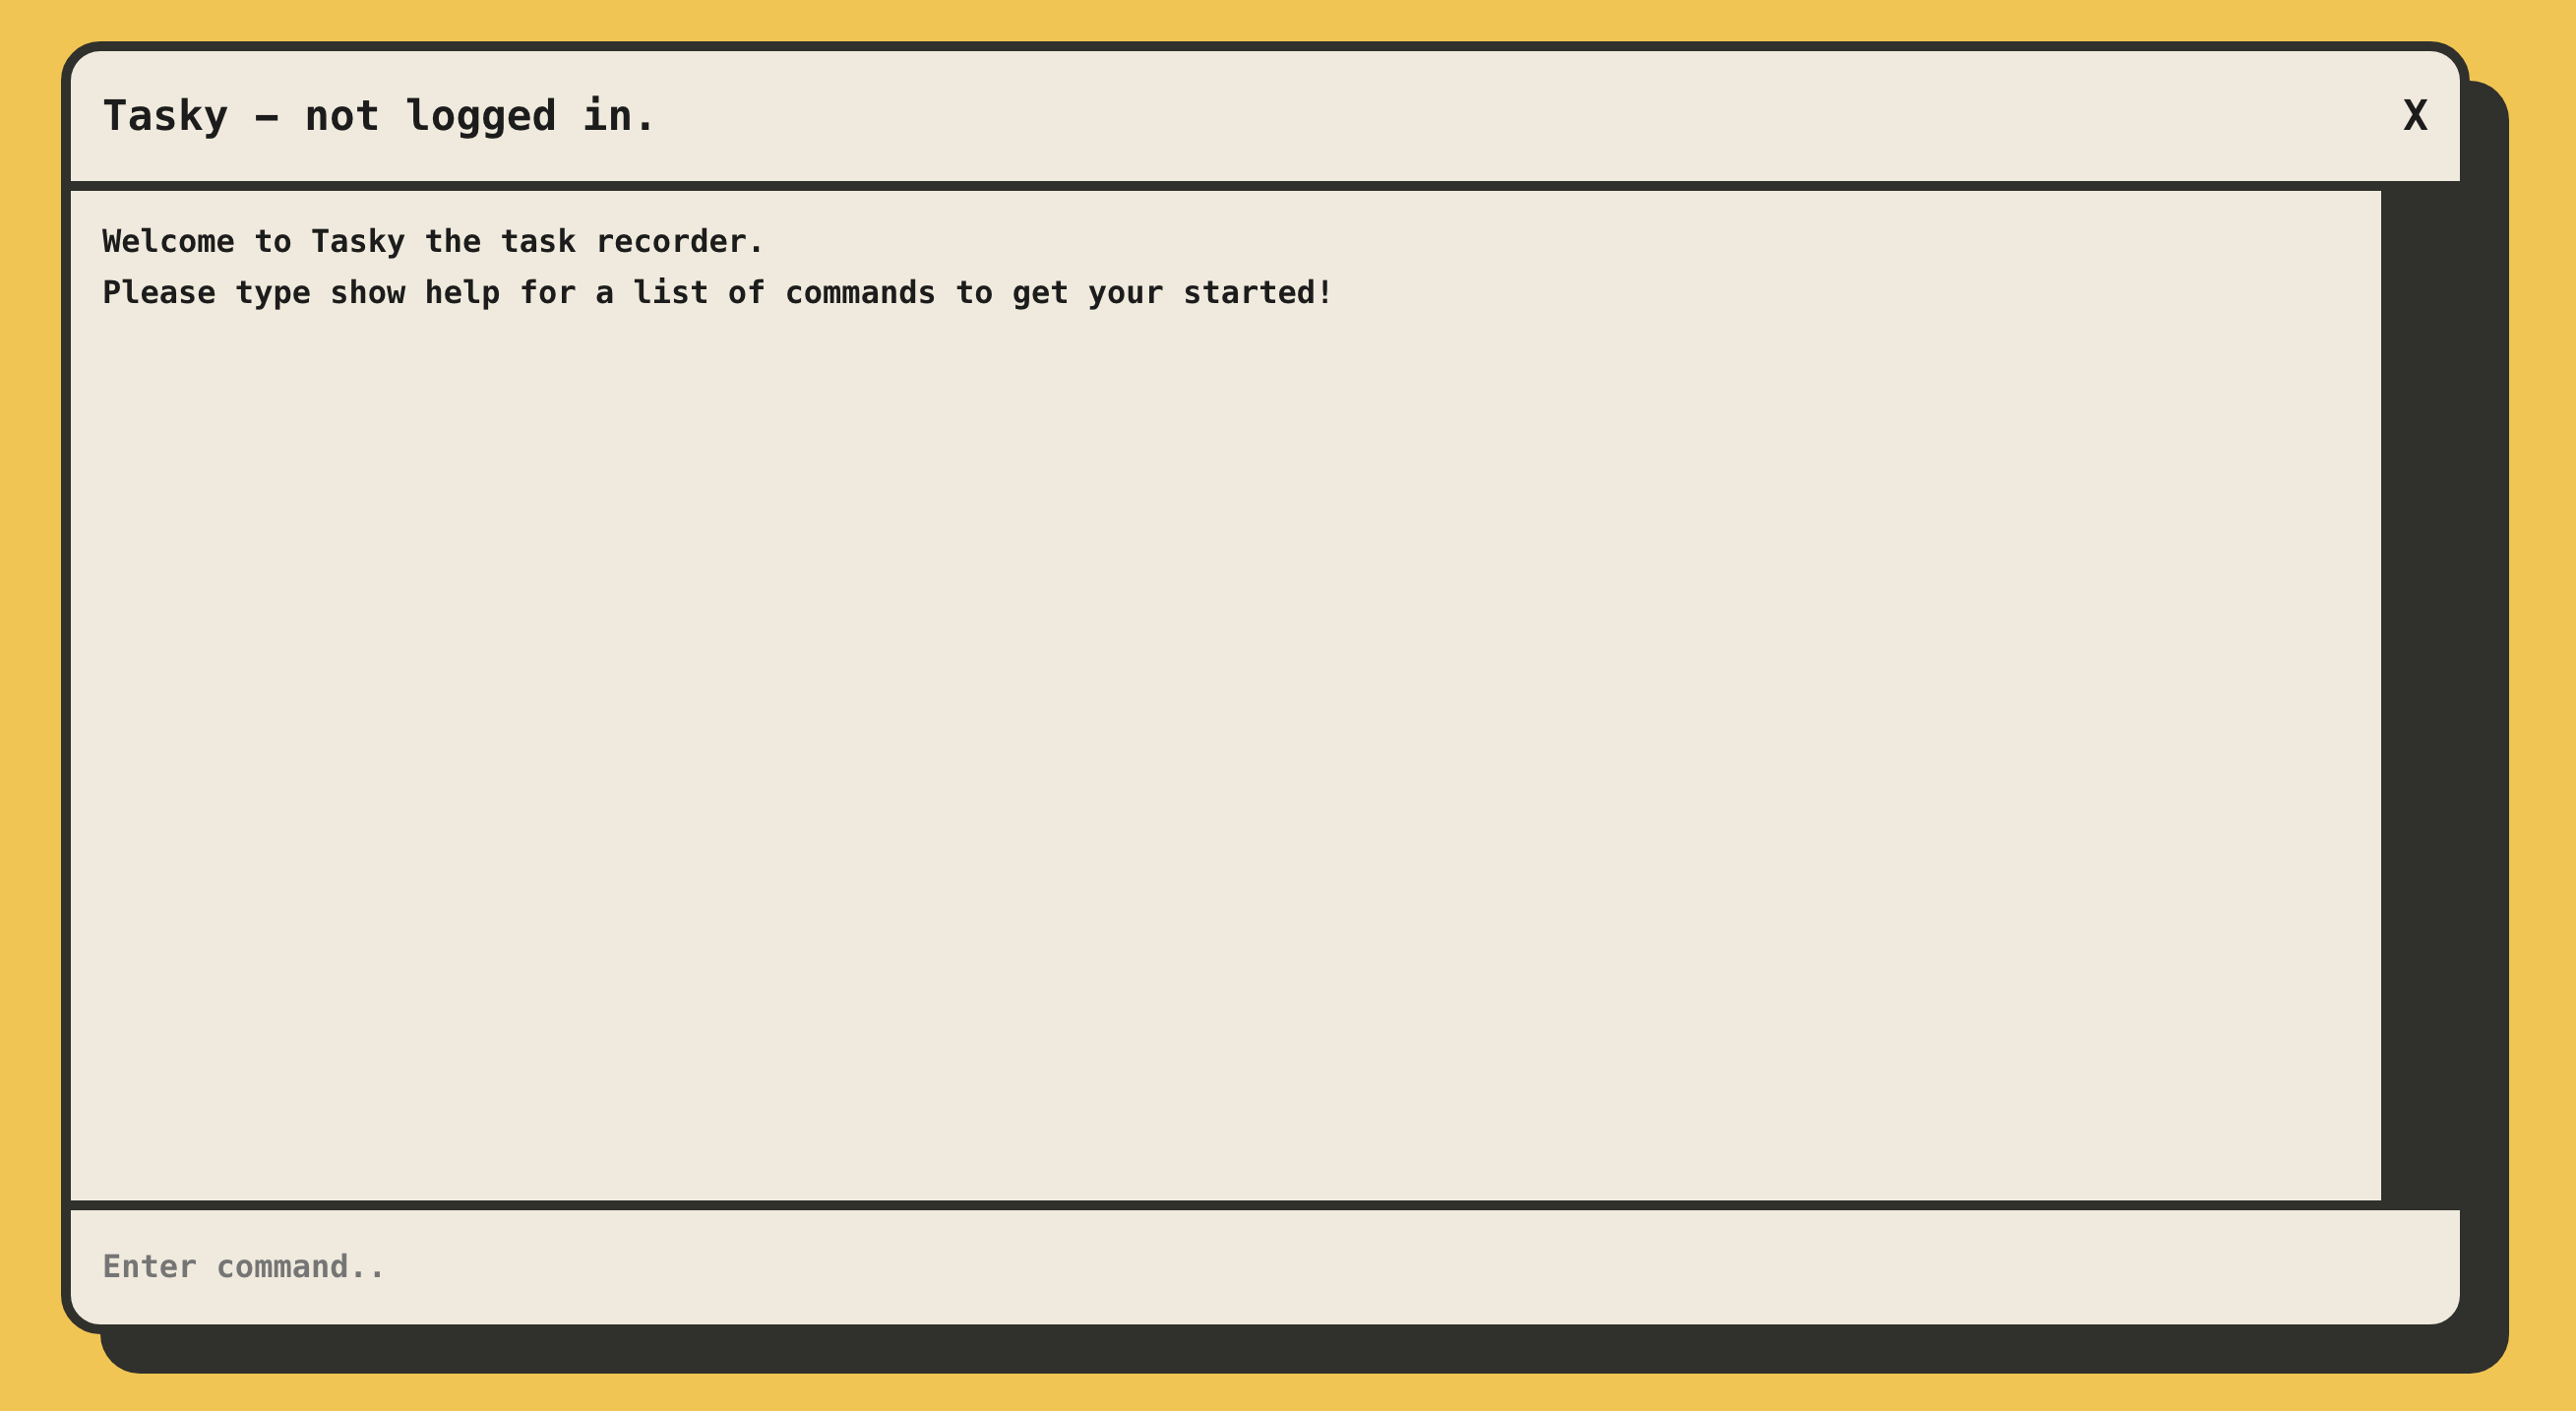 Tasky – not logged in.
X
Welcome to Tasky the task recorder.
Please type show help for a list of commands to get your started!
Enter command..